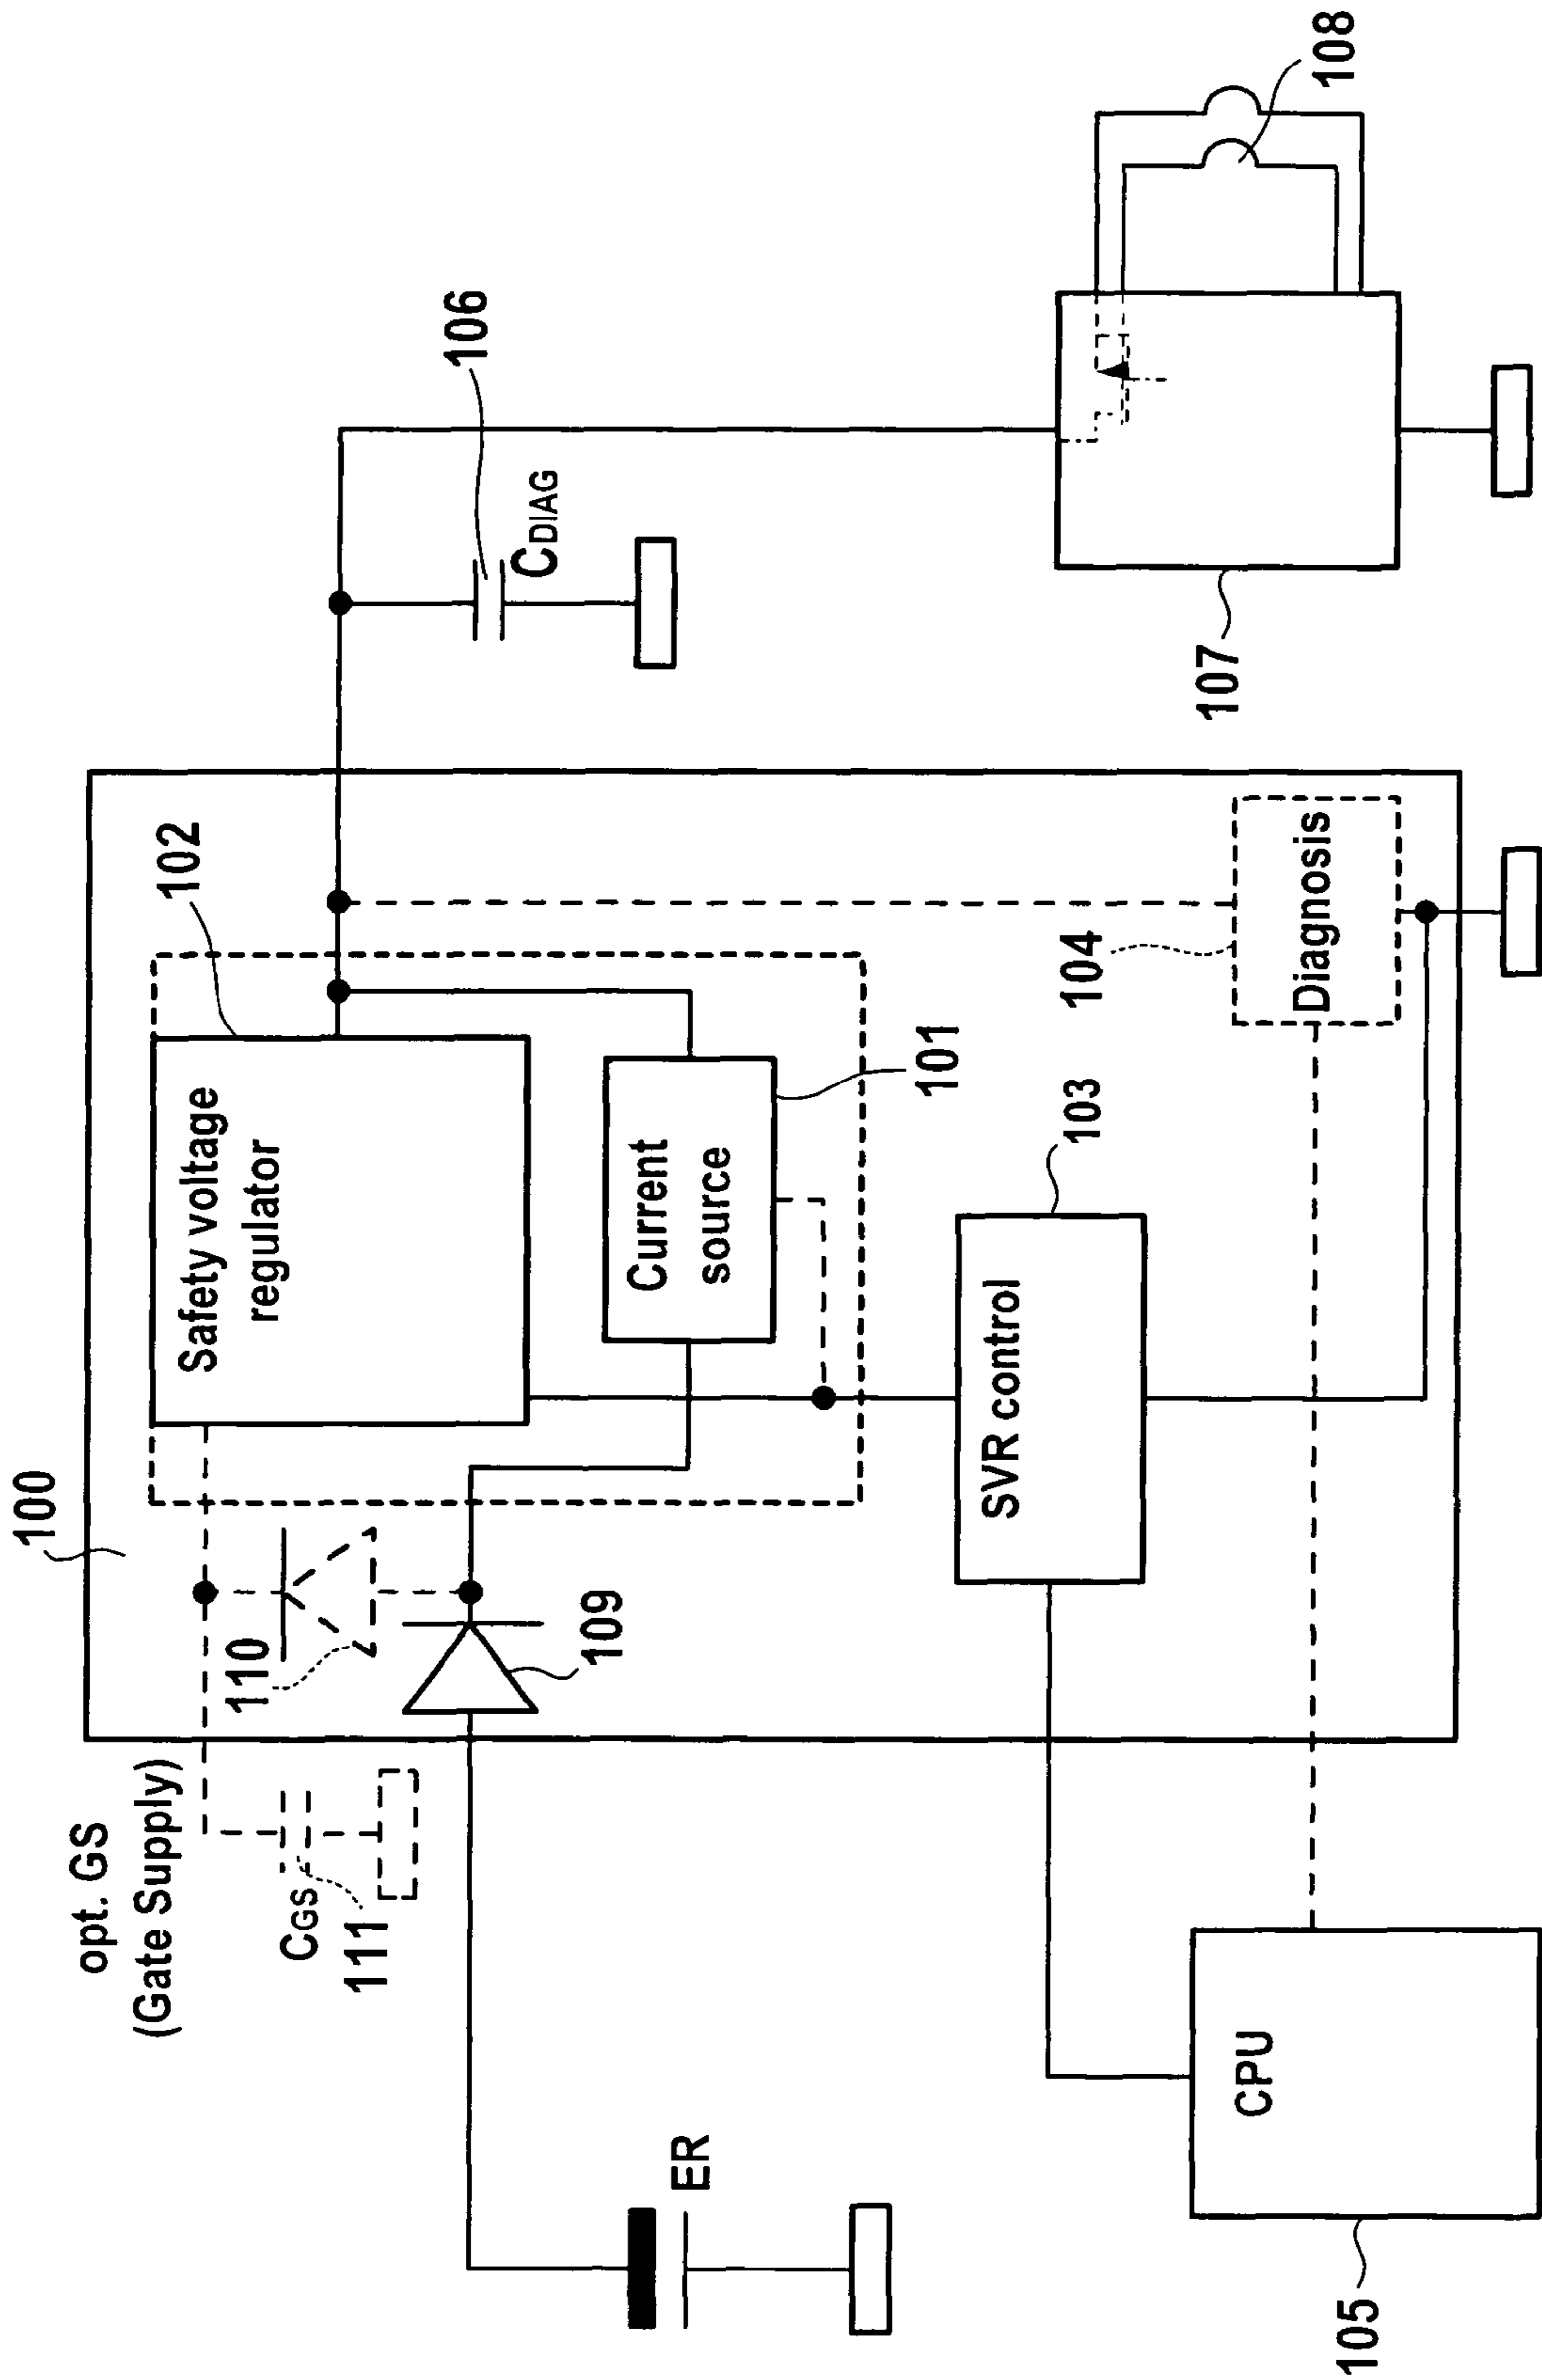 100
opt. GS
(Gate Supply)
CGS
111
110
109
Safety voltage
regulator
102
Current
source
101
SVR control
103
Diagnosis
104
CPU
105
ER
106
CDIAG
107
108